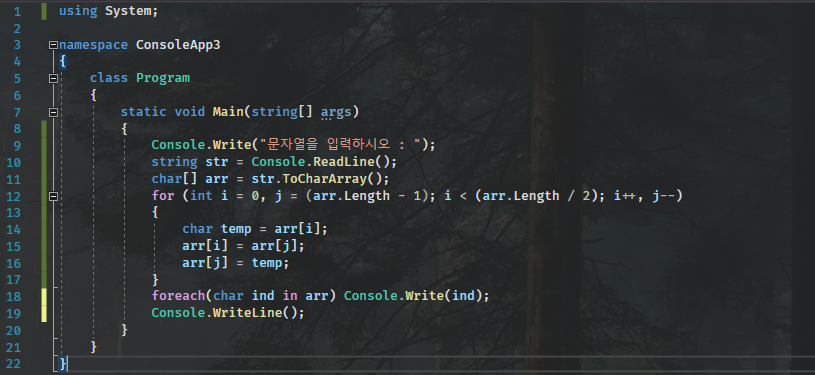 1 using System;
2
3 namespace ConsoleApp3
4 {
5 class Program
6 {
7 static void Main(string[] args)
8 {
9 Console.Write("문자열을 입력하시오 : ");
10 string str = Console.ReadLine();
11 char[] arr = str.ToCharArray();
12 for (int i = 0, j = (arr.Length - 1); i < (arr.Length / 2); i++, j--)
13 {
14 char temp = arr[i];
15 arr[i] = arr[j];
16 arr[j] = temp;
17 }
18 foreach(char ind in arr) Console.Write(ind);
19 Console.WriteLine();
20 }
21 }
22 }